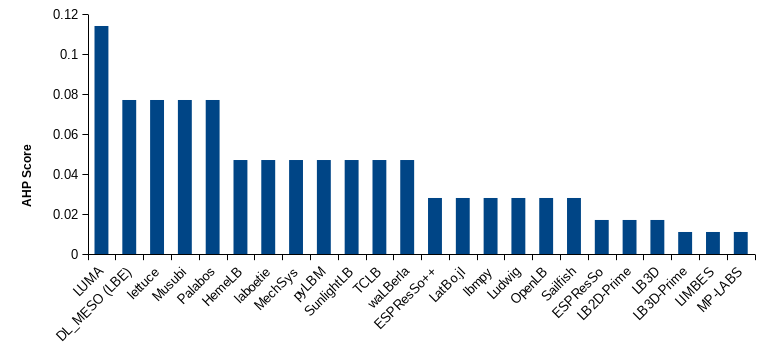 0.12
0.1
0.08
0.06
0.04
0.02
0
AHP Score
LUMA
DL_MESO (LBE)
lettuce
Musubi
Palabos
HemeLB
laboetie
MechSys
pyLBM
SunlightLB
TCLB
waLBerla
ESPResSo++
LatBo.jl
lbmpy
Ludwig
OpenLB
Sailfish
ESPResSo
LB2D-Prime
LB3D
LB3D-Prime
LIMBES
MP-LABS